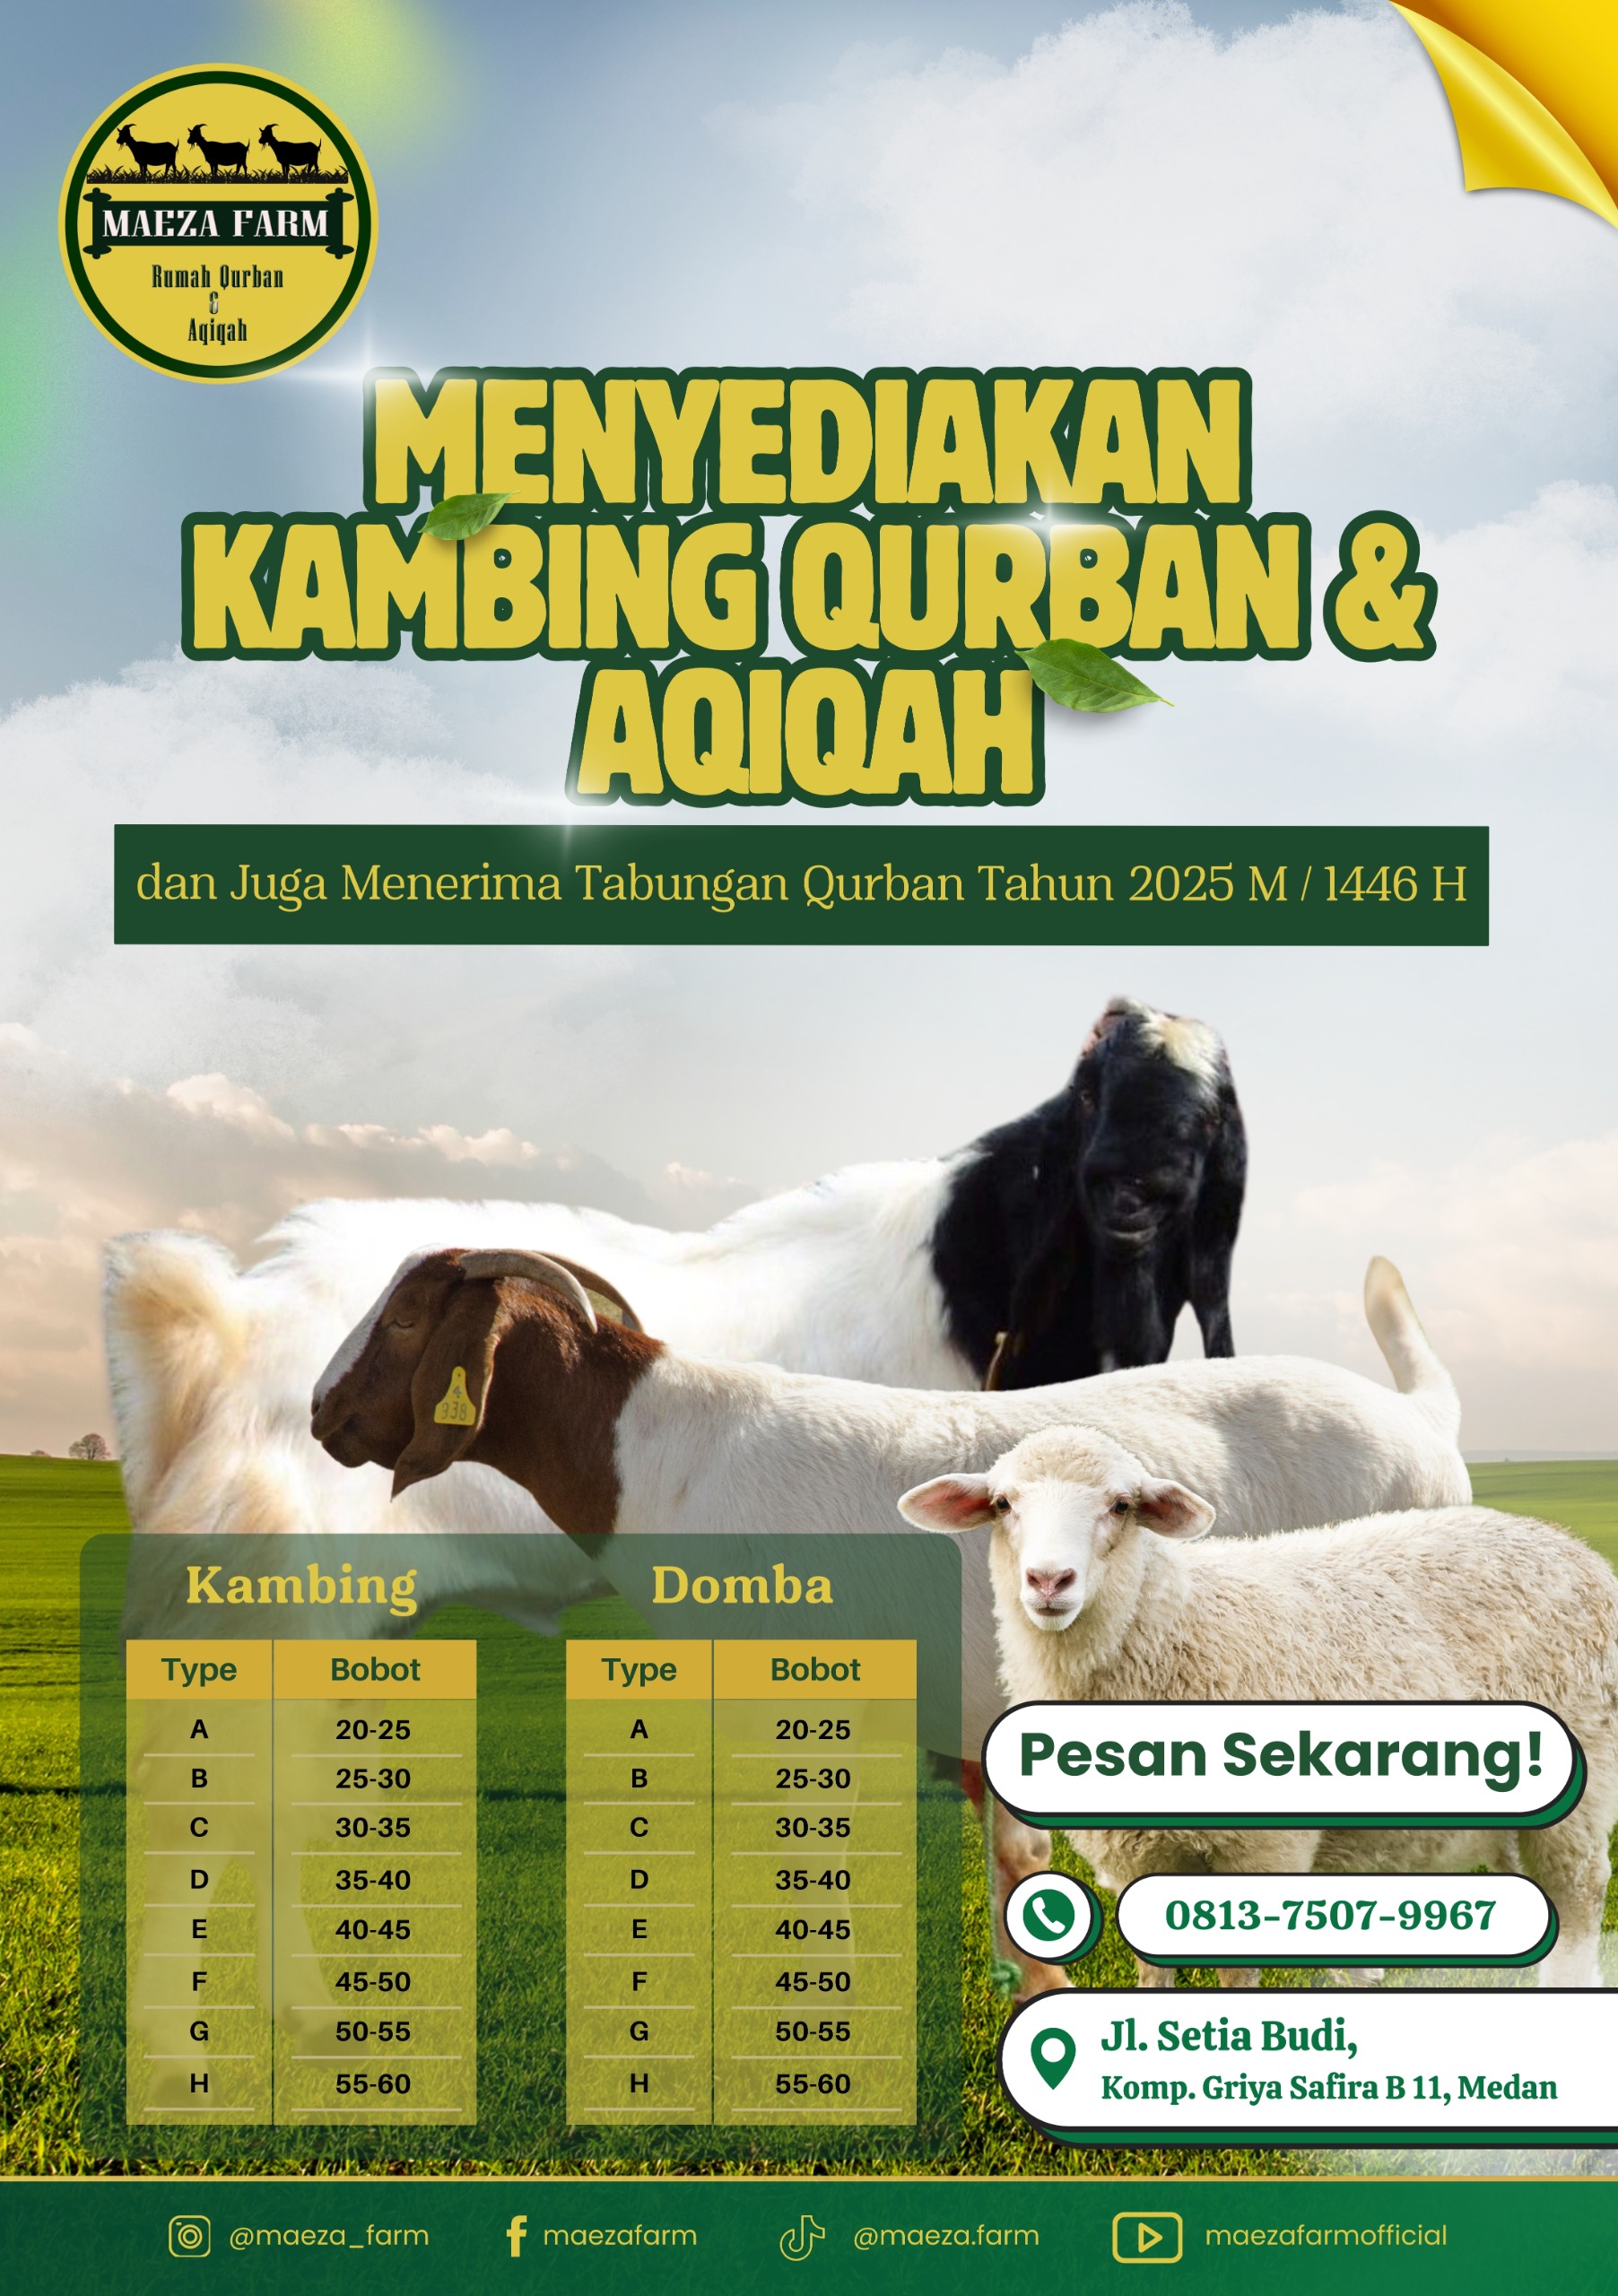 MAEZA FARM
Rumah Qurban
&
Aqiqah
MENYEDIAKAN
KAMBING QURBAN &
AQIQAH
dan Juga Menerima Tabungan Qurban Tahun 2025 M / 1446 H
4
938
Kambing
Type Bobot
A 20-25
B 25-30
C 30-35
D 35-40
E 40-45
F 45-50
G 50-55
H 55-60
Domba
Type Bobot
A 20-25
B 25-30
C 30-35
D 35-40
E 40-45
F 45-50
G 50-55
H 55-60
Pesan Sekarang!
0813-7507-9967
Jl. Setia Budi,
Komp. Griya Safira B 11, Medan
@maeza_farm maezafarm @maeza.farm maezafarmofficial